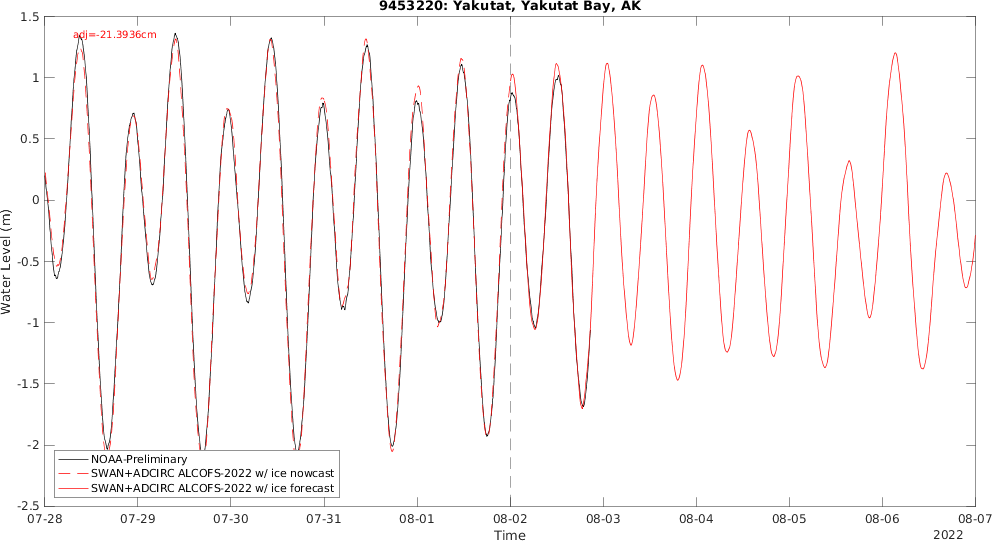 9453220: Yakutat, Yakutat Bay, AK
adj=-21.3936cm
Water Level (m)
1.5
1
0.5
0
-0.5
-1
-1.5
-2
-2.5
NOAA-Preliminary
SWAN+ADCIRC ALCOFS-2022 w/ ice nowcast
SWAN+ADCIRC ALCOFS-2022 w/ ice forecast
07-28 07-29 07-30 07-31 08-01 08-02 08-03 08-04 08-05 08-06 08-07
Time
2022